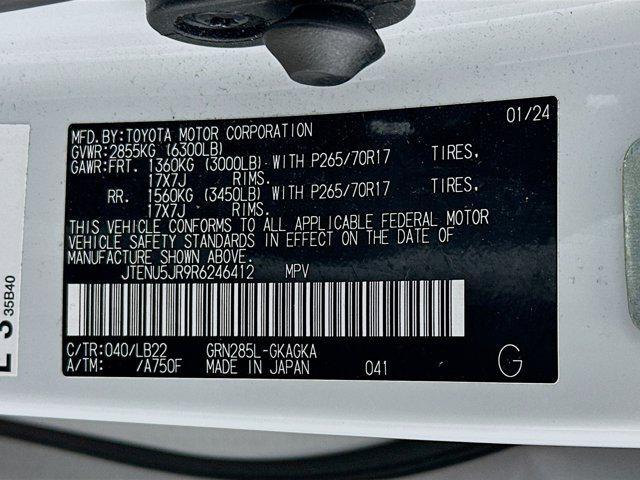 MFD.BY:TOYOTA MOTOR CORPORATION 01/24
GVWR:2855KG (6300LB)
GAWR:FRT. 1360KG (3000LB) WITH P265/70R17 TIRES,
17X7J RIMS.
RR. 1560KG (3450LB) WITH P265/70R17 TIRES,
17X7J RIMS.
THIS VEHICLE CONFORMS TO ALL APPLICABLE FEDERAL MOTOR
VEHICLE SAFETY STANDARDS IN EFFECT ON THE DATE OF
MANUFACTURE SHOWN ABOVE.
JTENU5JR9R6246412 MPV
C/TR:040/LB22 GRN285L-GKAGKA
A/TM: /A750F MADE IN JAPAN 041 G
35B40